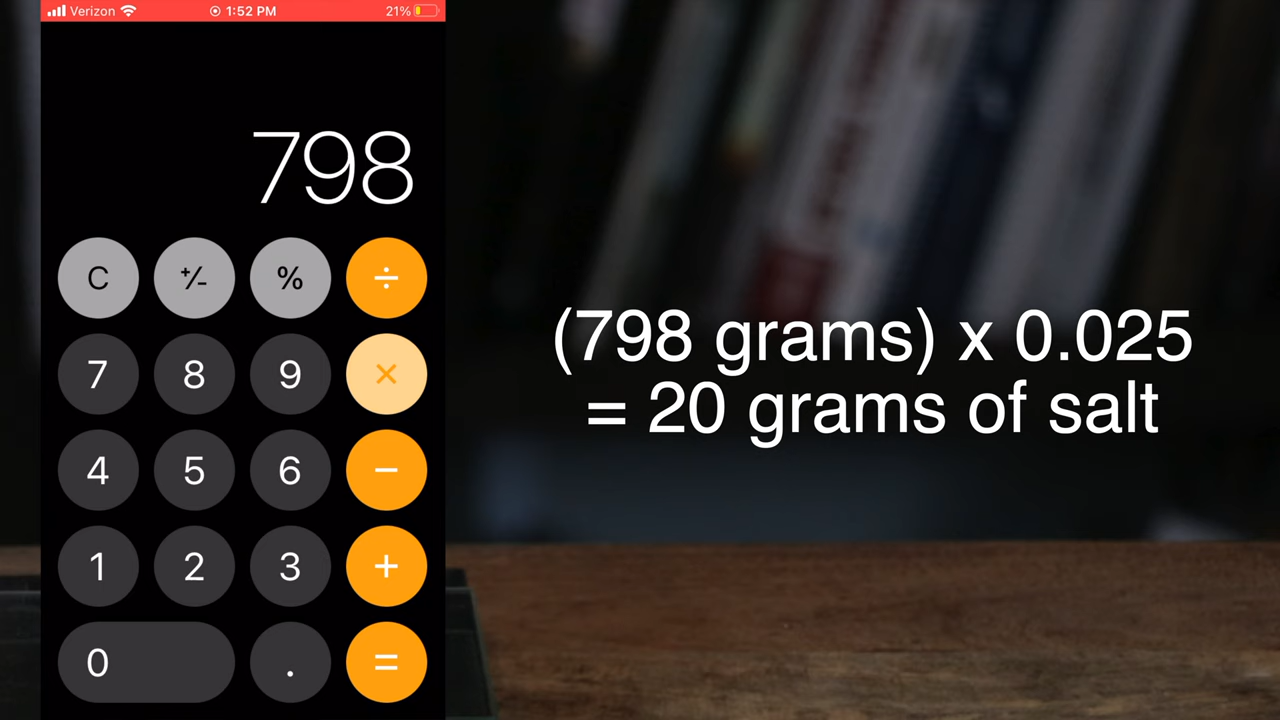 Verizon 1:52 PM 21%
798
C +/- % ÷
7 8 9 ×
4 5 6 −
1 2 3 +
0 . =
(798 grams) x 0.025
= 20 grams of salt